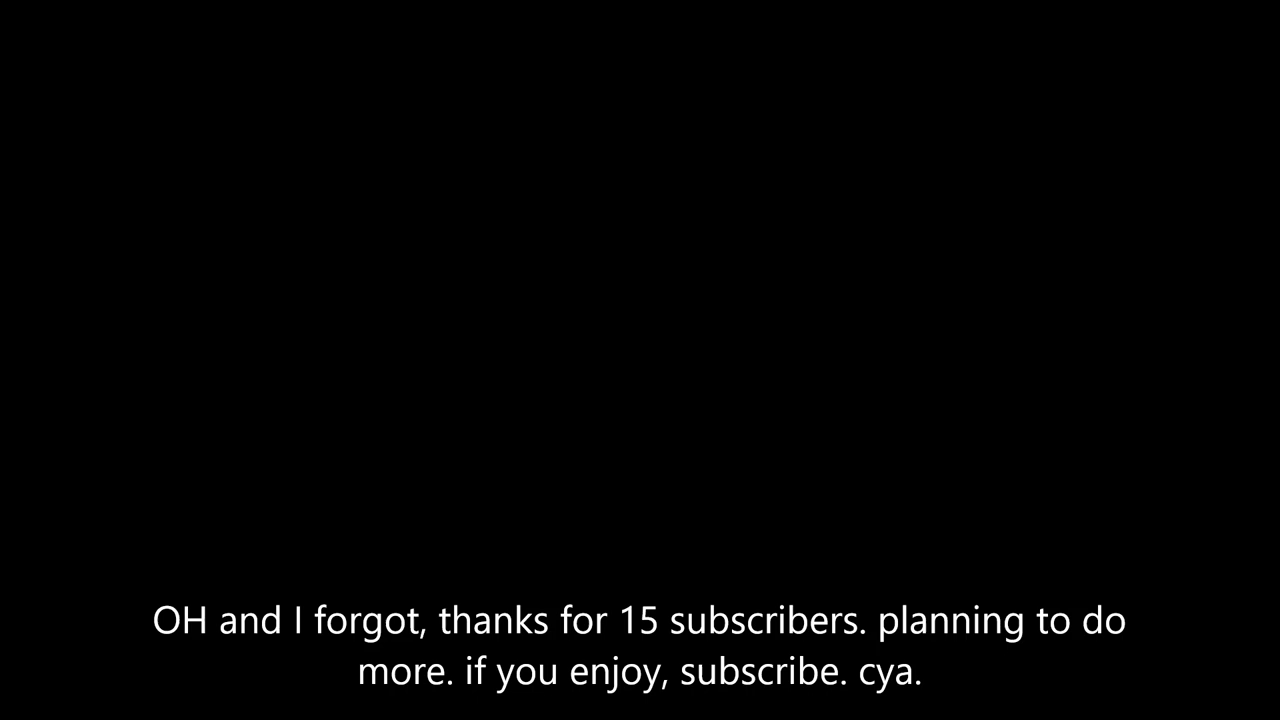 OH and I forgot, thanks for 15 subscribers. planning to do
more. if you enjoy, subscribe. cya.